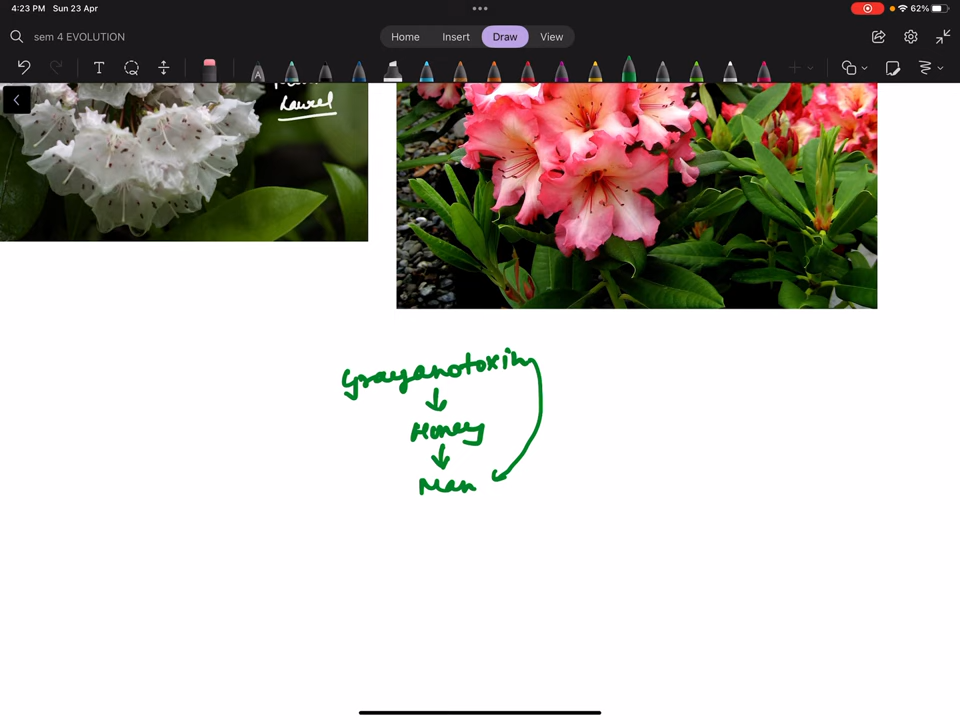 4:23 PM Sun 23 Apr 62%
sem 4 EVOLUTION
Home Insert Draw View
T A
Laurel
Grayanotoxin
Honey
Man